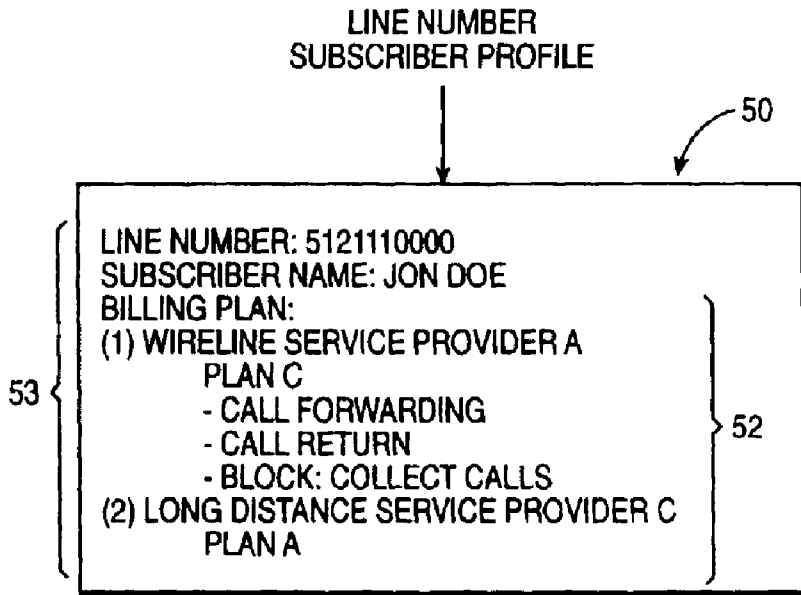 LINE NUMBER
SUBSCRIBER PROFILE
50
LINE NUMBER: 5121110000
SUBSCRIBER NAME: JON DOE
BILLING PLAN:
(1) WIRELINE SERVICE PROVIDER A
PLAN C
- CALL FORWARDING
- CALL RETURN
- BLOCK: COLLECT CALLS
(2) LONG DISTANCE SERVICE PROVIDER C
PLAN A
53
52